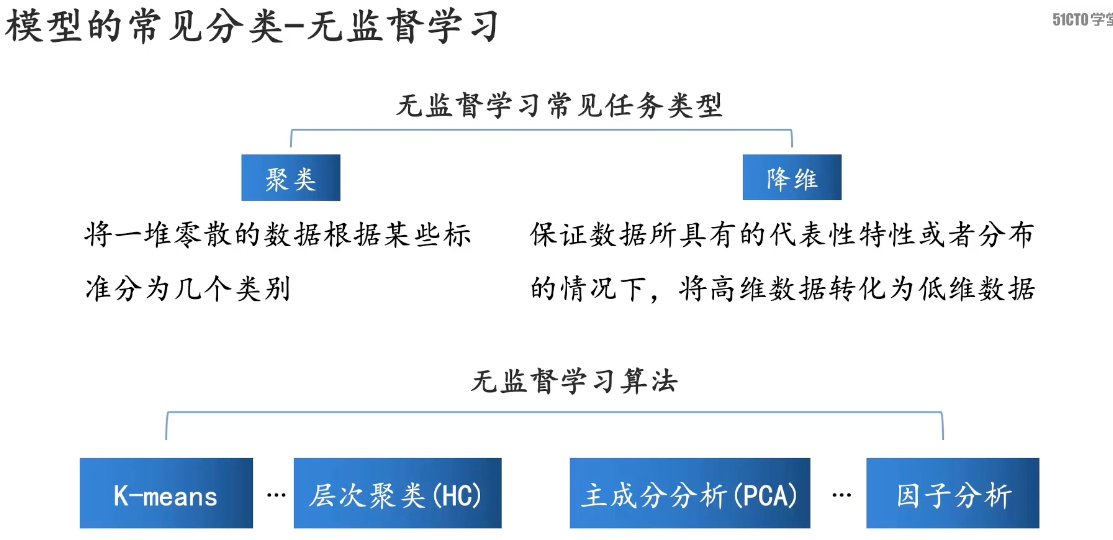 模型的常见分类-无监督学习
51CTO学堂
无监督学习常见任务类型
聚类
降维
将一堆零散的数据根据某些标
准分为几个类别
保证数据所具有的代表性特性或者分布
的情况下，将高维数据转化为低维数据
无监督学习算法
K-means … 层次聚类(HC) 主成分分析(PCA) … 因子分析